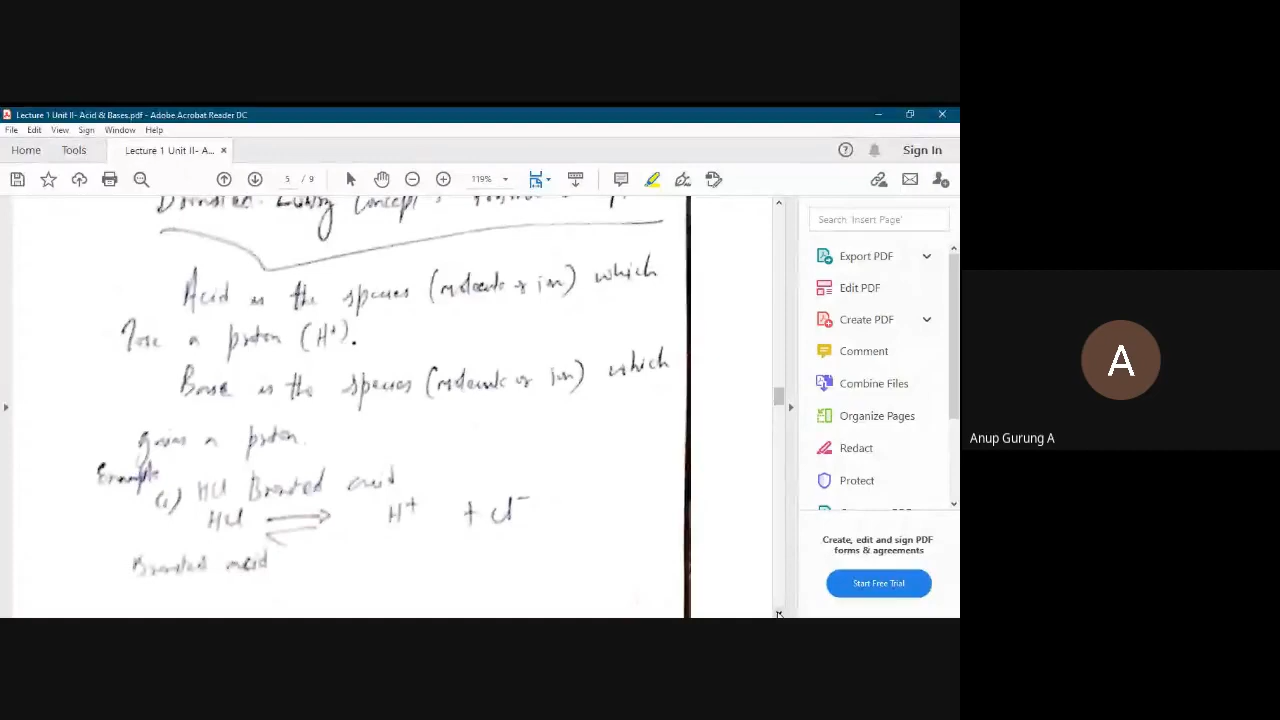 Lecture 1 Unit II- Acid & Bases.pdf - Adobe Acrobat Reader DC
File Edit View Sign Window Help
Home Tools Lecture 1 Unit II- A... × Sign In
5 / 9 119%
Concept
Acid is the species (molecule or ion) which
lose a proton (H⁺).
Base is the species (molecule or ion) which
gains a proton.
Example
(1) HCl Bronsted acid
HCl ⇌ H⁺ + Cl⁻
Bronsted acid
Search 'Insert Page'
Export PDF
Edit PDF
Create PDF
Comment
Combine Files
Organize Pages
Redact
Protect
Create, edit and sign PDF
forms & agreements
Start Free Trial
A
Anup Gurung A